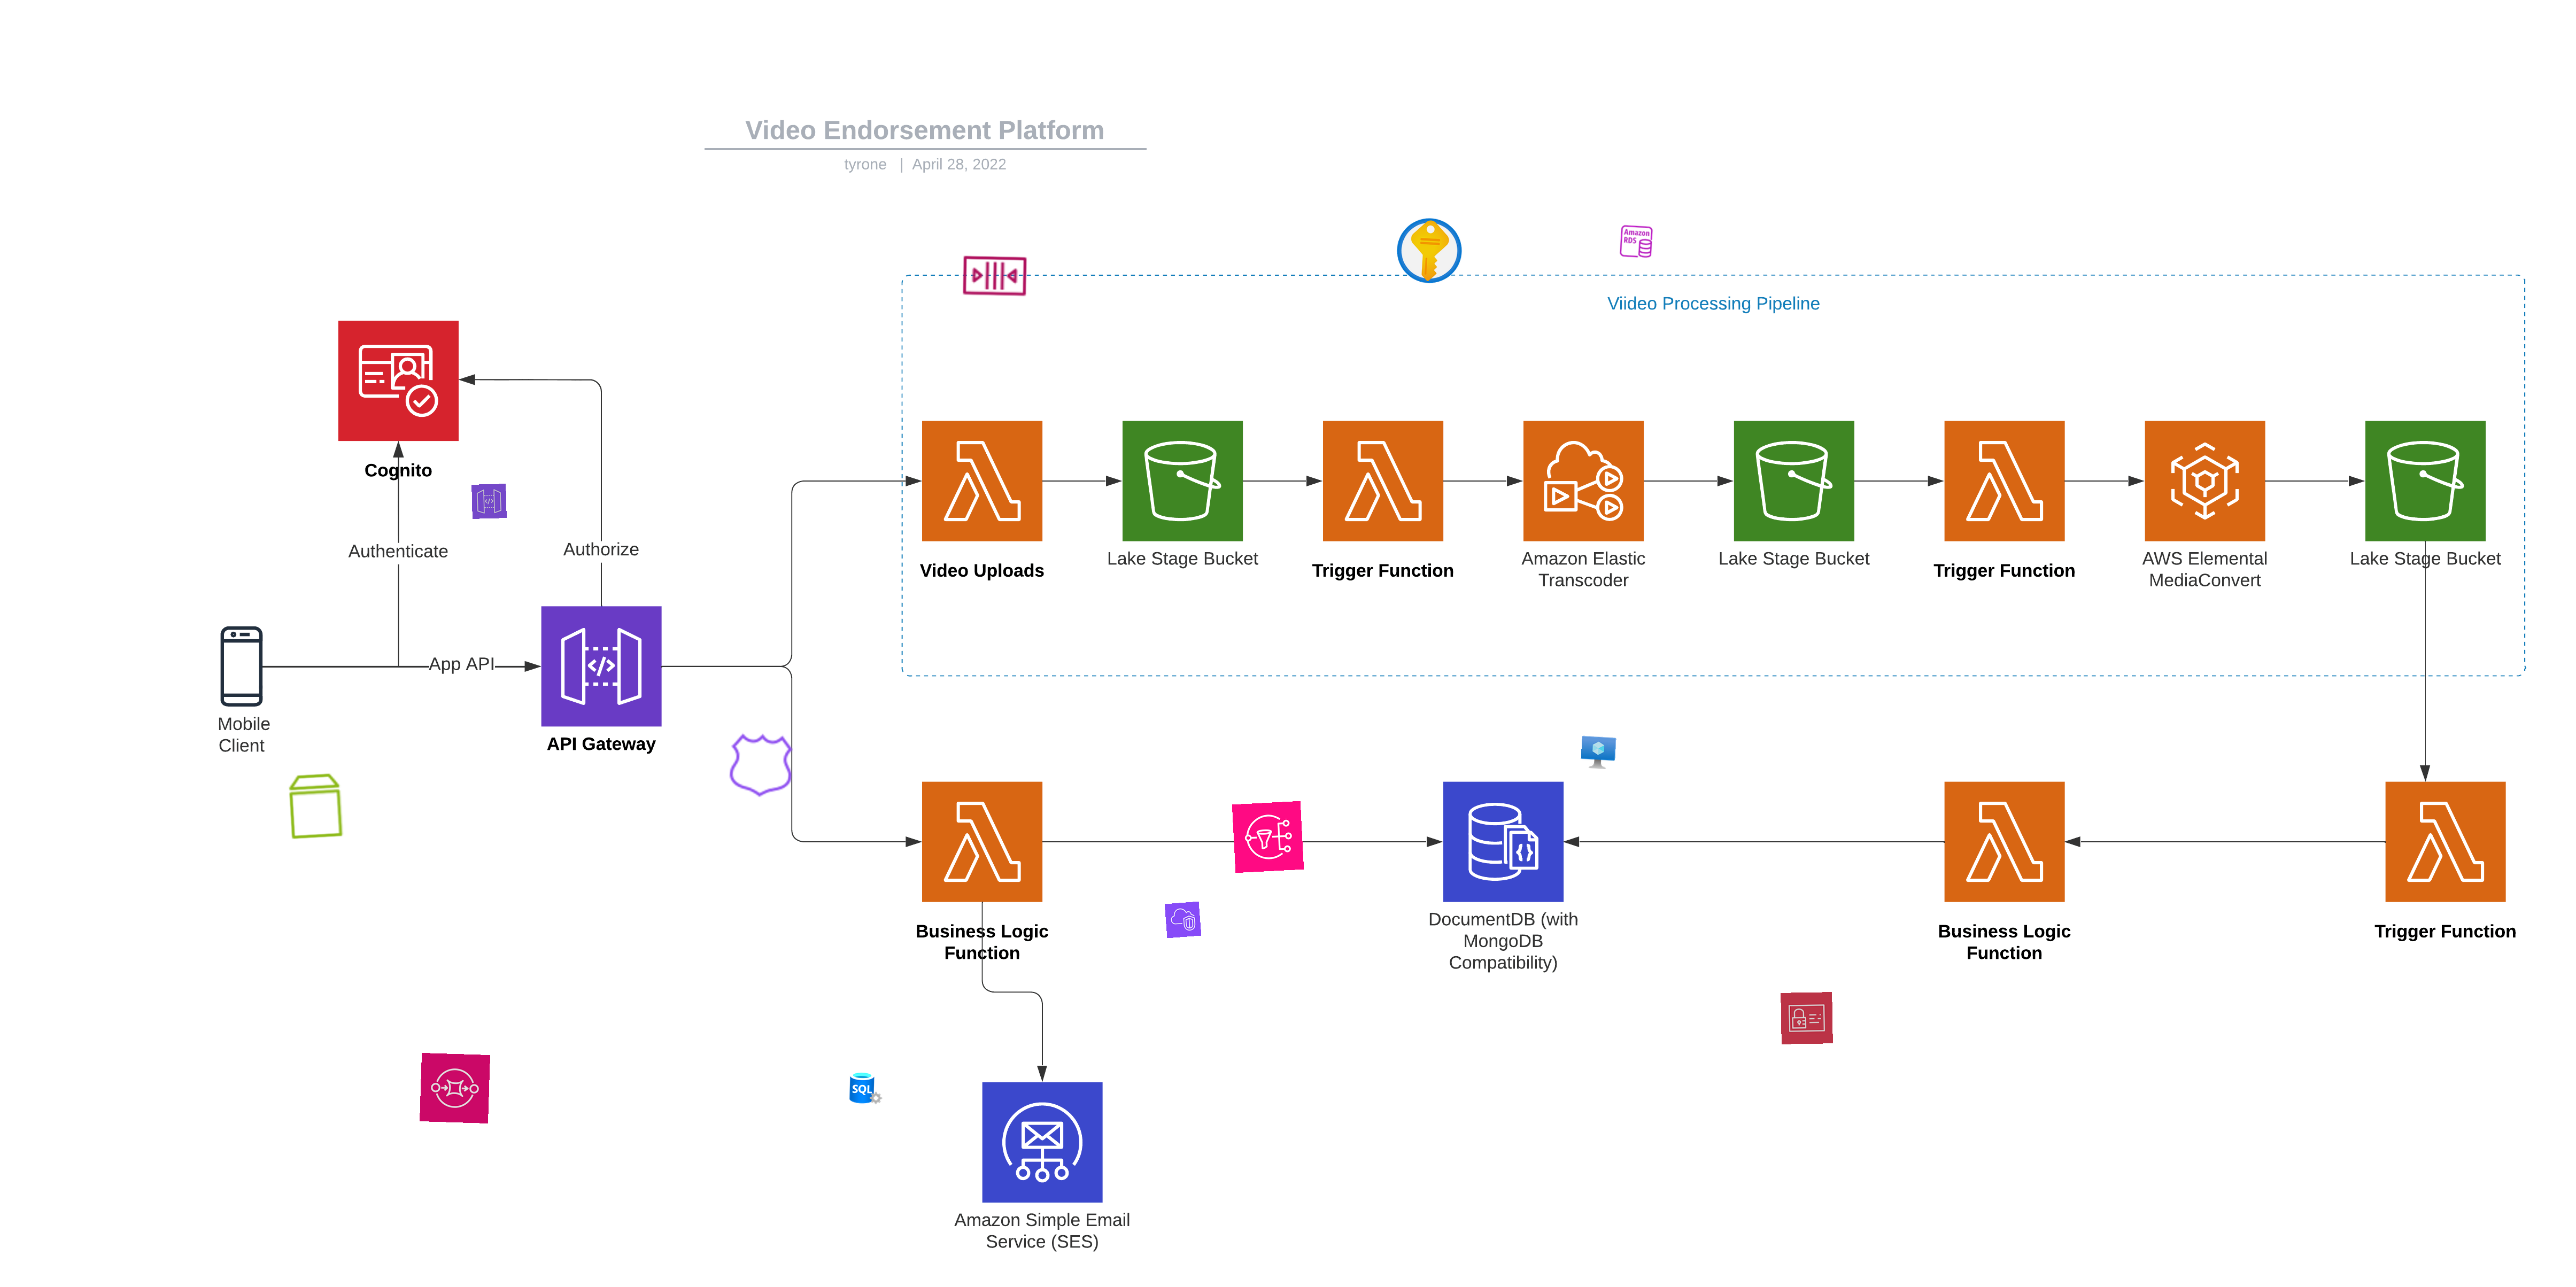 Video Endorsement Platform
tyrone | April 28, 2022
Amazon
RDS
Viideo Processing Pipeline
Cognito
Authenticate
Authorize
Video Uploads
Lake Stage Bucket
Trigger Function
Amazon Elastic
Transcoder
Lake Stage Bucket
Trigger Function
AWS Elemental
MediaConvert
Lake Stage Bucket
App API
Mobile
Client
API Gateway
Business Logic
Function
DocumentDB (with
MongoDB
Compatibility)
Business Logic
Function
Trigger Function
SQL
Amazon Simple Email
Service (SES)